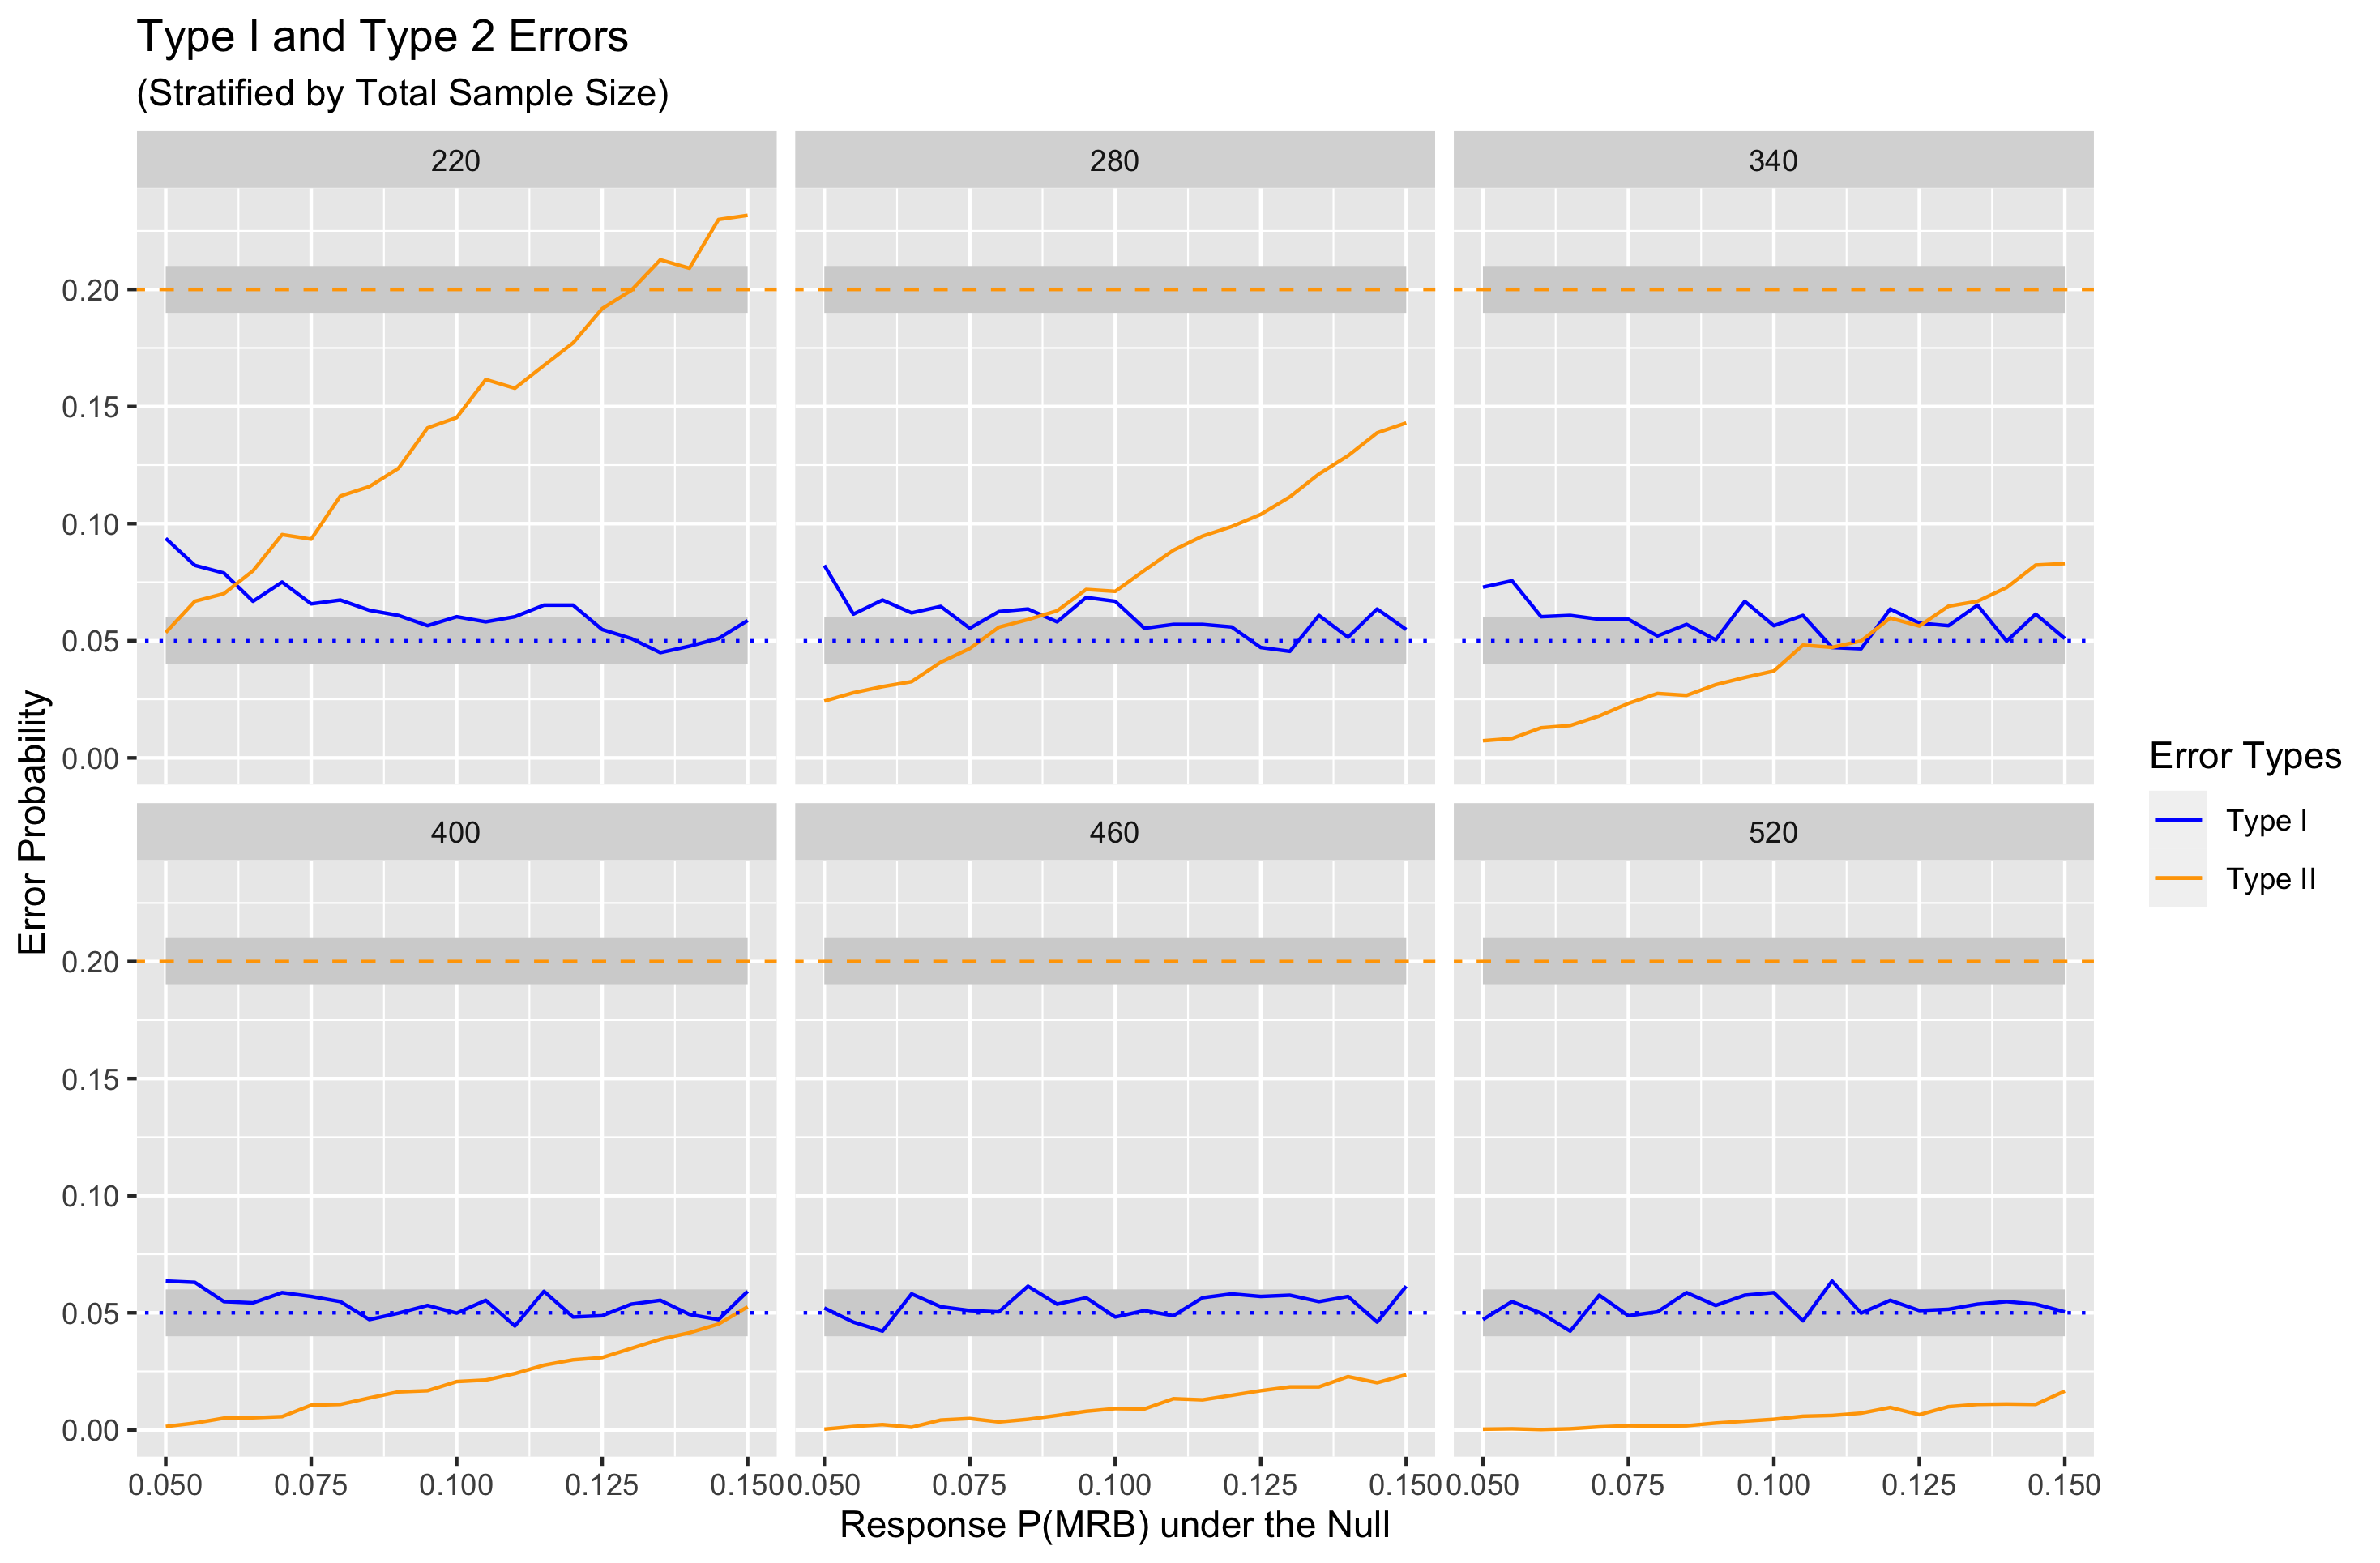 Type I and Type 2 Errors
(Stratified by Total Sample Size)
220 280 340
0.20
0.15
0.10
0.05
0.00
400 460 520
0.20
0.15
0.10
0.05
0.00
0.050 0.075 0.100 0.125 0.150 0.050 0.075 0.100 0.125 0.150 0.050 0.075 0.100 0.125 0.150
Response P(MRB) under the Null
Error Probability
Error Types
Type I
Type II